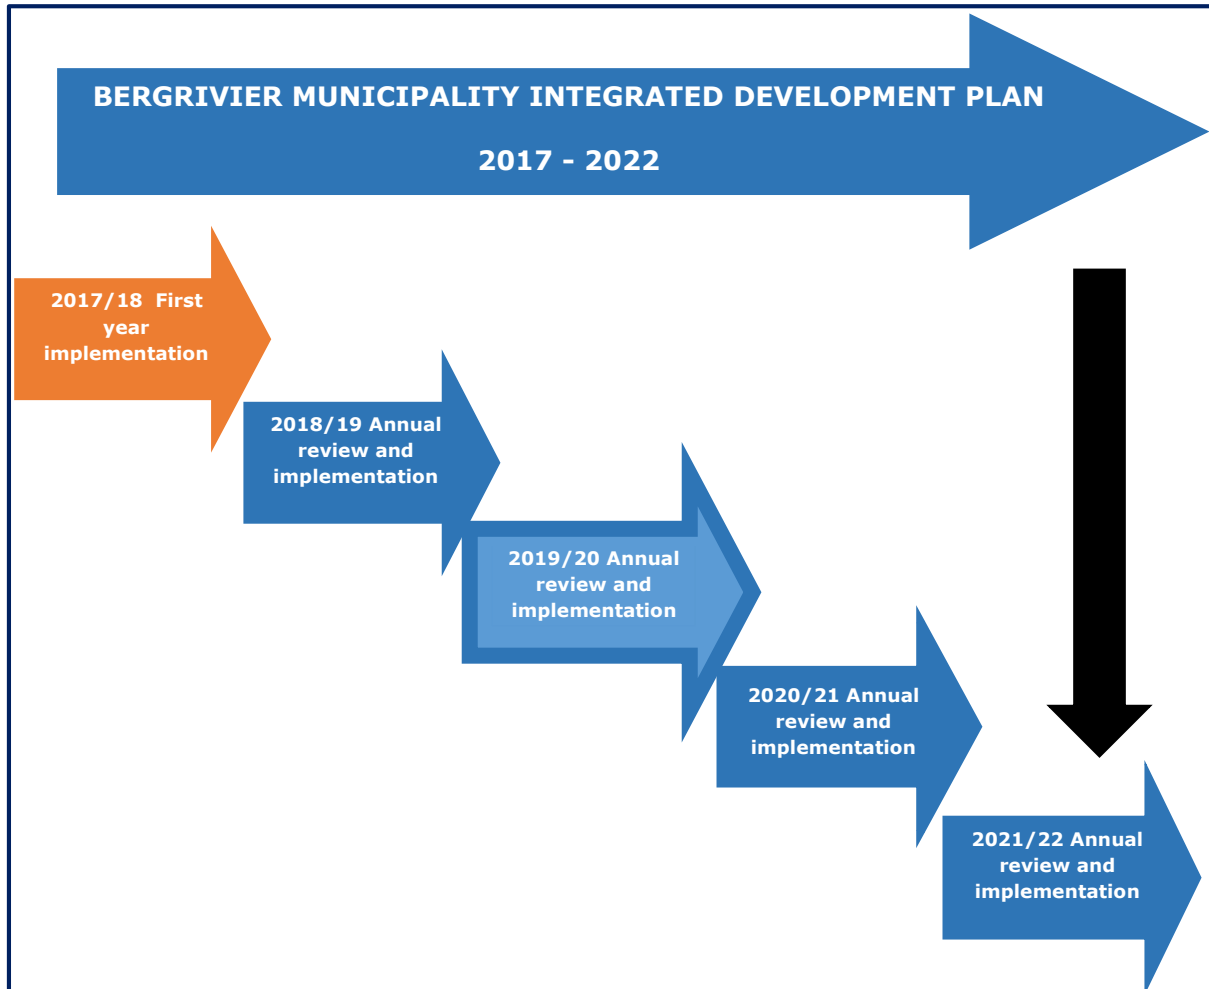 BERGRIVIER MUNICIPALITY INTEGRATED DEVELOPMENT PLAN
2017 - 2022
2017/18 First
year
implementation
2018/19 Annual
review and
implementation
2019/20 Annual
review and
implementation
2020/21 Annual
review and
implementation
2021/22 Annual
review and
implementation